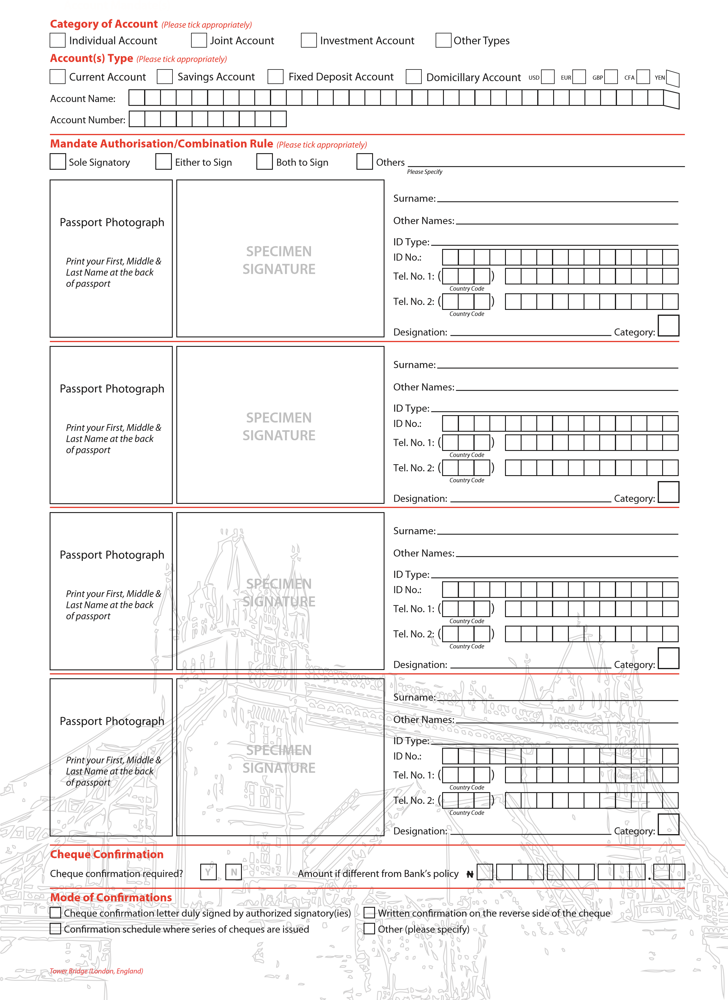 Category of Account (Please tick appropriately)
Individual Account Joint Account Investment Account Other Types
Account(s) Type (Please tick appropriately)
Current Account Savings Account Fixed Deposit Account Domicillary Account USD EUR GBP CFA YEN
Account Name:
Account Number:
Mandate Authorisation/Combination Rule (Please tick appropriately)
Sole Signatory Either to Sign Both to Sign Others
Please Specify
Passport Photograph
Print your First, Middle &
Last Name at the back
of passport
SPECIMEN
SIGNATURE
Surname:
Other Names:
ID Type:
ID No.:
Tel. No. 1: ( )
Country Code
Tel. No. 2: ( )
Country Code
Designation: Category:
Passport Photograph
Print your First, Middle &
Last Name at the back
of passport
SPECIMEN
SIGNATURE
Surname:
Other Names:
ID Type:
ID No.:
Tel. No. 1: ( )
Country Code
Tel. No. 2: ( )
Country Code
Designation: Category:
Passport Photograph
Print your First, Middle &
Last Name at the back
of passport
SPECIMEN
SIGNATURE
Surname:
Other Names:
ID Type:
ID No.:
Tel. No. 1: ( )
Country Code
Tel. No. 2: ( )
Country Code
Designation: Category:
Passport Photograph
Print your First, Middle &
Last Name at the back
of passport
SPECIMEN
SIGNATURE
Surname:
Other Names:
ID Type:
ID No.:
Tel. No. 1: ( )
Country Code
Tel. No. 2: ( )
Country Code
Designation: Category:
Cheque Confirmation
Cheque confirmation required? Y N Amount if different from Bank’s policy ₦ .
Mode of Confirmations
Cheque confirmation letter duly signed by authorized signatory(ies) Written confirmation on the reverse side of the cheque
Confirmation schedule where series of cheques are issued Other (please specify)
Tower Bridge (London, England)